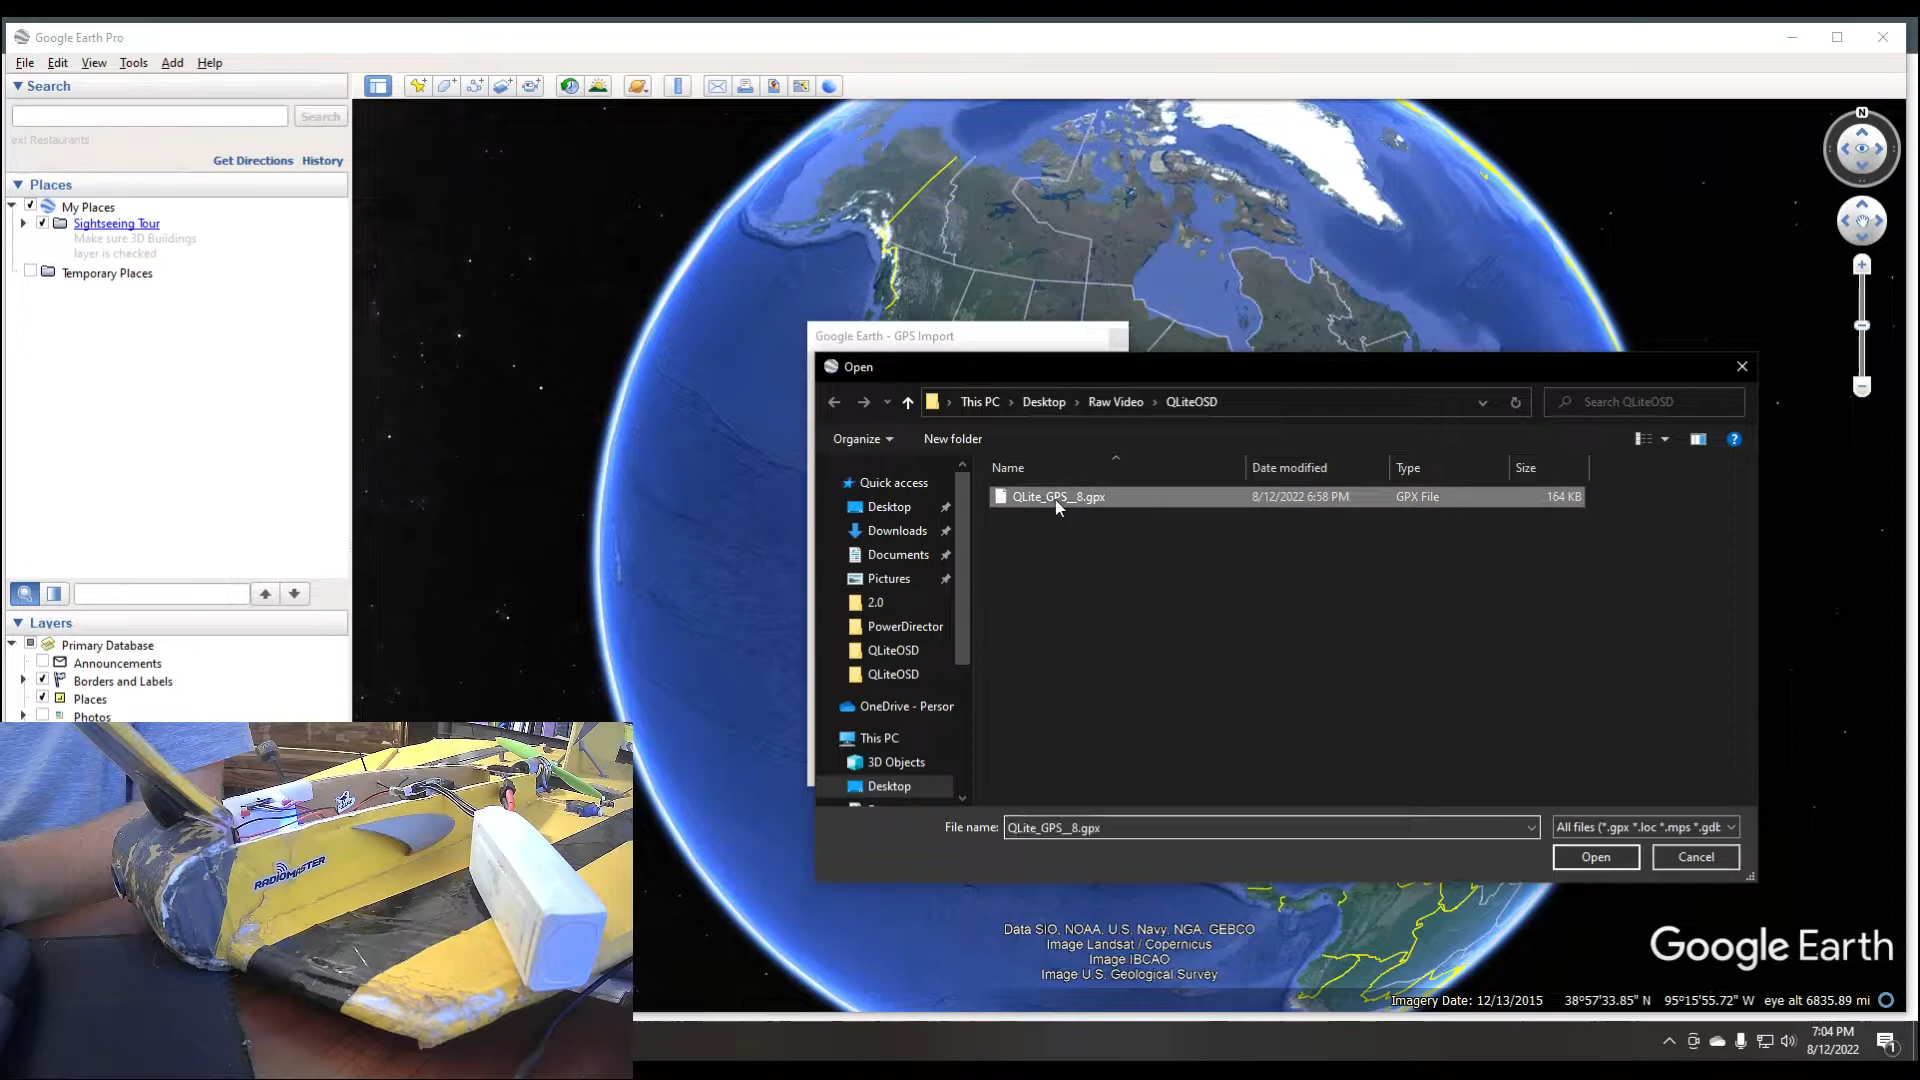 Google Earth Pro
File Edit View Tools Add Help
Search
Search
ex: Restaurants
Get Directions History
Places
My Places
Sightseeing Tour
Make sure 3D Buildings
layer is checked
Temporary Places
Layers
Primary Database
Announcements
Borders and Labels
Places
Photos
N
Google Earth - GPS Import
Open
This PC > Desktop > Raw Video > QLiteOSD
Search QLiteOSD
Organize New folder
?
Name Date modified Type Size
QLite_GPS__8.gpx 8/12/2022 6:58 PM GPX File 164 KB
Quick access
Desktop
Downloads
Documents
Pictures
2.0
PowerDirector
QLiteOSD
QLiteOSD
OneDrive - Person
This PC
3D Objects
Desktop
File name: QLite_GPS__8.gpx All files (*.gpx *.loc *.mps *.gdb
Open Cancel
RADIOMASTER
Data SIO, NOAA, U.S. Navy, NGA, GEBCO
Image Landsat / Copernicus
Image IBCAO
Image U.S. Geological Survey
Google Earth
Imagery Date: 12/13/2015 38°57'33.85" N 95°15'55.72" W eye alt 6835.89 mi
7:04 PM
8/12/2022
1